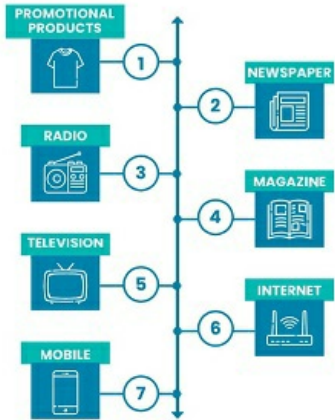 PROMOTIONAL
PRODUCTS
1
NEWSPAPER
2
RADIO
3
MAGAZINE
4
TELEVISION
5
INTERNET
6
MOBILE
7